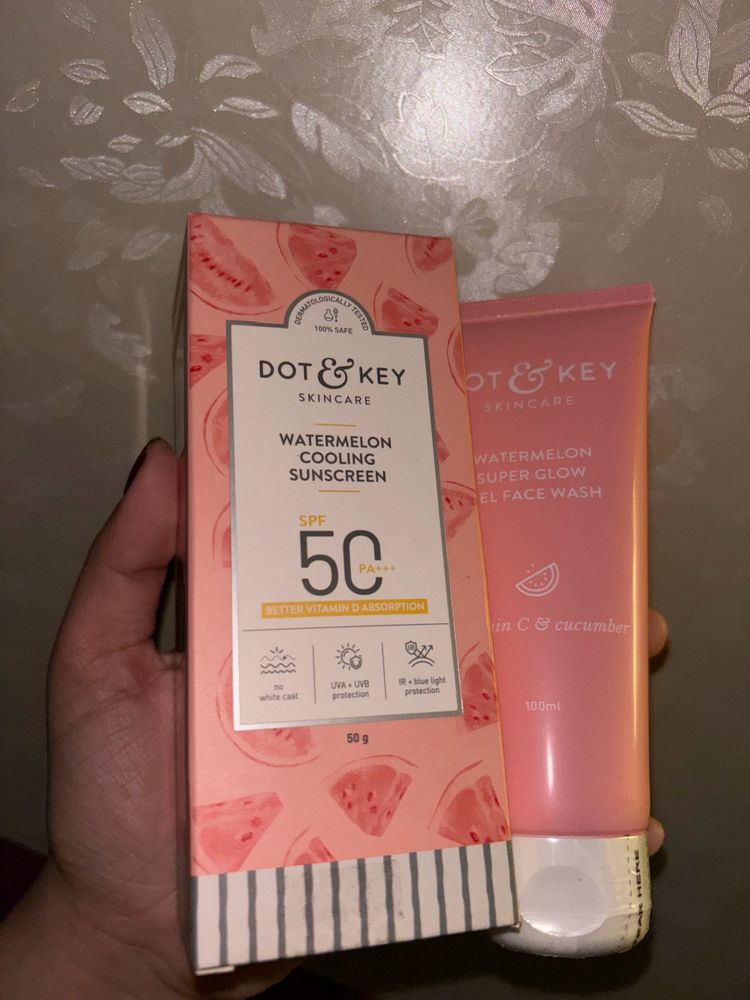 DERMATOLOGICALLY TESTED
100% SAFE
DOT & KEY
SKINCARE
WATERMELON
COOLING
SUNSCREEN
SPF
50
PA+++
BETTER VITAMIN D ABSORPTION
no
white cast
UVA + UVB
protection
IR
IR + blue light
protection
50 g
OT & KEY
SKINCARE
WATERMELON
SUPER GLOW
EL FACE WASH
in C & cucumber
100ml
HERE